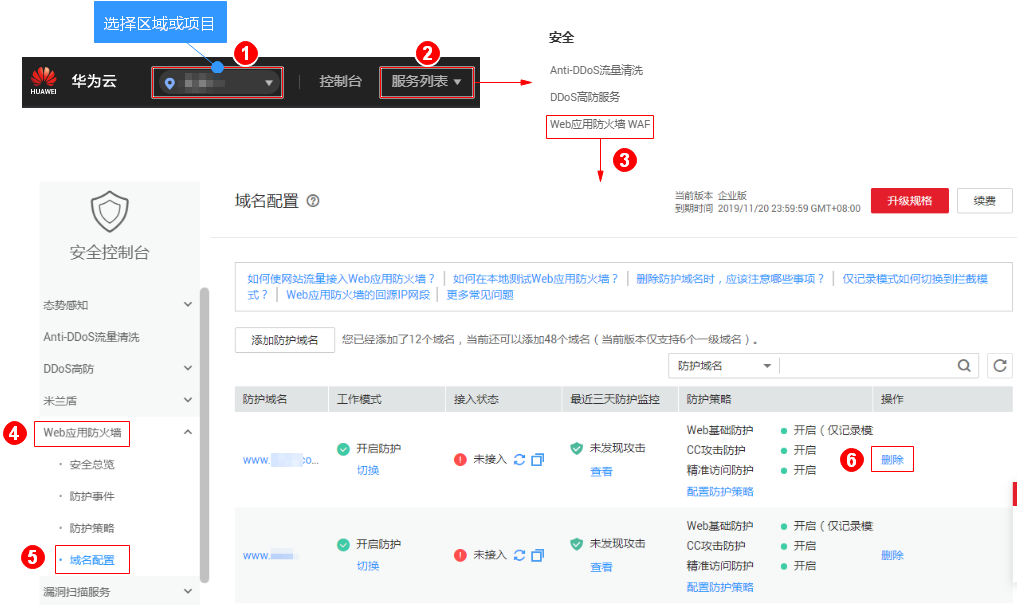 选择区域或项目
1
2
HUAWEI
华为云
控制台
服务列表
安全
Anti-DDoS流量清洗
DDoS高防服务
Web应用防火墙 WAF
3
安全控制台
态势感知
Anti-DDoS流量清洗
DDoS高防
米兰盾
4
Web应用防火墙
· 安全总览
· 防护事件
· 防护策略
5
· 域名配置
漏洞扫描服务
域名配置 ?
当前版本 企业版
到期时间 2019/11/20 23:59:59 GMT+08:00
升级规格
续费
如何使网站流量接入Web应用防火墙？ | 如何在本地测试Web应用防火墙？ | 删除防护域名时，应该注意哪些事项？ | 仅记录模式如何切换到拦截模
式？ | Web应用防火墙的回源IP网段 | 更多常见问题
添加防护域名
您已经添加了12个域名，当前还可以添加48个域名（当前版本仅支持6个一级域名）。
防护域名
防护域名 工作模式 接入状态 最近三天防护监控 防护策略 操作
www. co...
开启防护
切换
未接入
未发现攻击
查看
Web基础防护 开启（仅记录模
CC攻击防护 开启
精准访问防护 开启
配置防护策略
6
删除
www.
开启防护
切换
未接入
未发现攻击
查看
Web基础防护 开启（仅记录模
CC攻击防护 开启
精准访问防护 开启
配置防护策略
删除